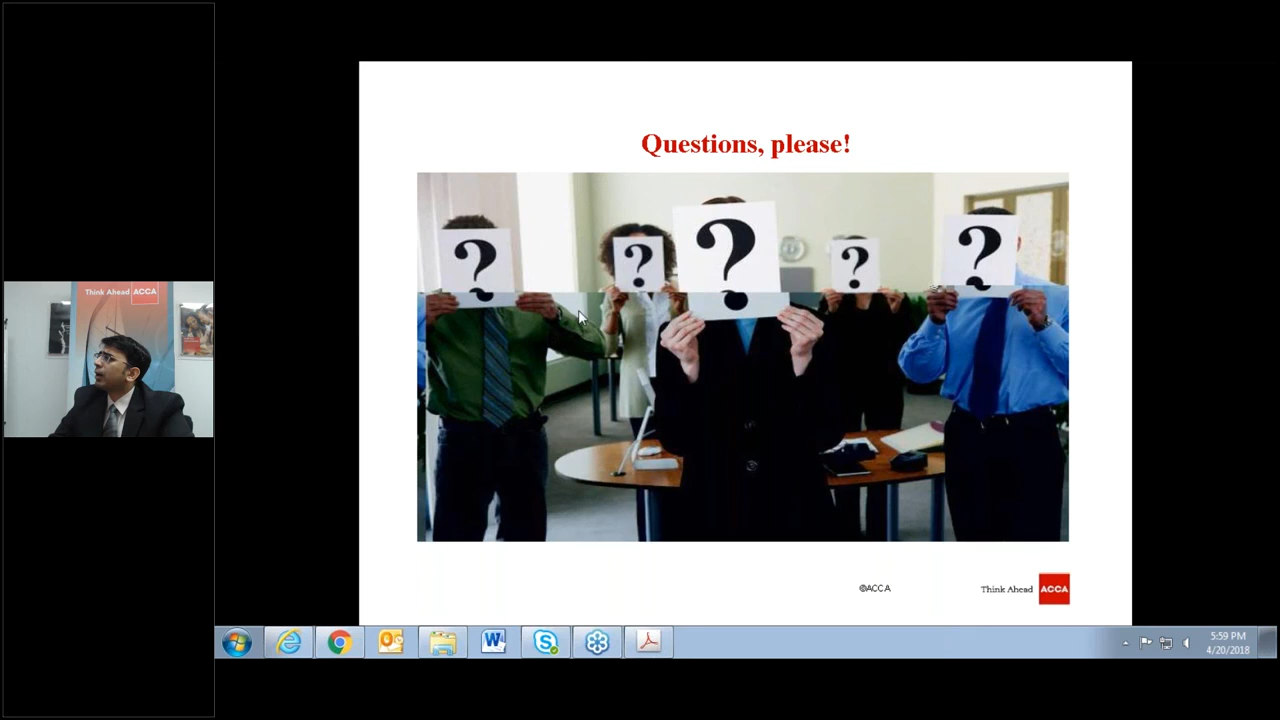 Questions, please!
?
?
?
?
?
Think Ahead ACCA
©ACCA
Think Ahead ACCA
5:59 PM
4/20/2018